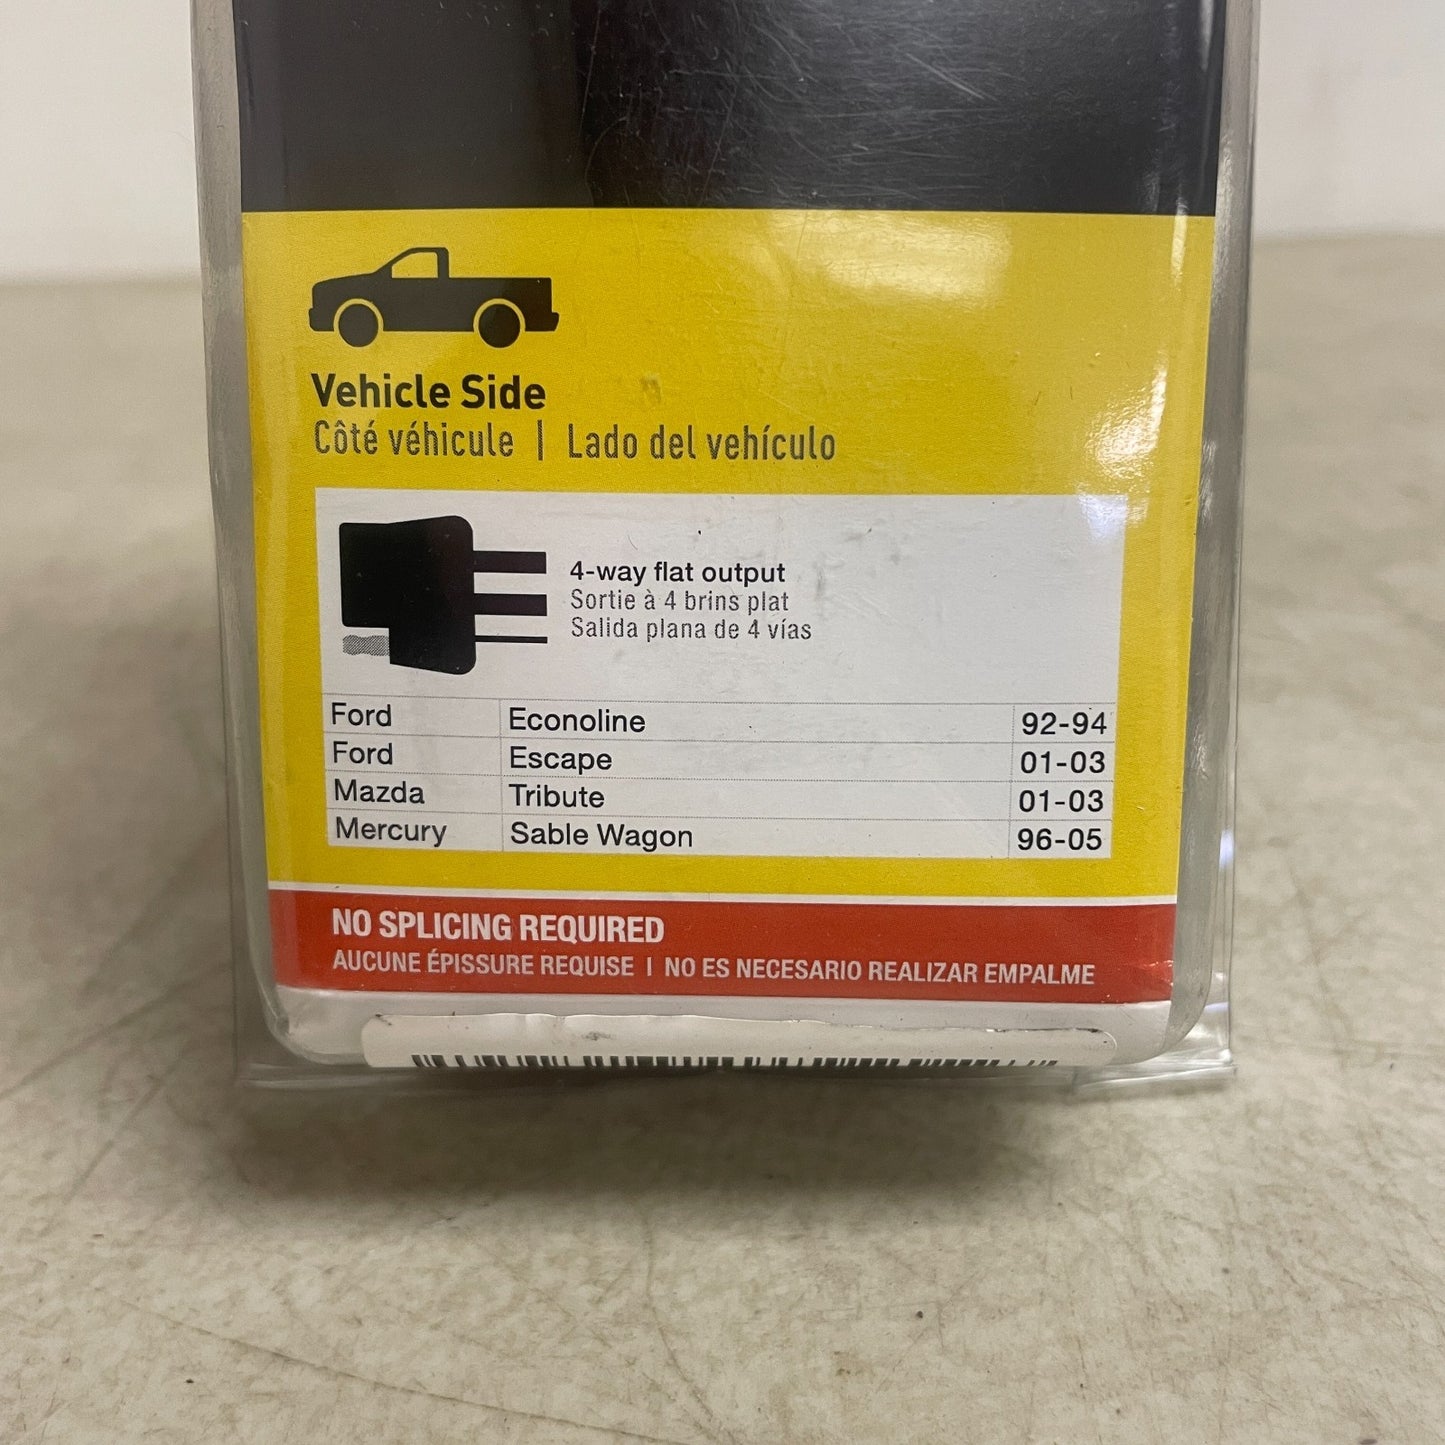 Vehicle Side
Côté véhicule | Lado del vehículo
4-way flat output
Sortie à 4 brins plat
Salida plana de 4 vías
Ford Econoline 92-94
Ford Escape 01-03
Mazda Tribute 01-03
Mercury Sable Wagon 96-05
NO SPLICING REQUIRED
AUCUNE ÉPISSURE REQUISE | NO ES NECESARIO REALIZAR EMPALME